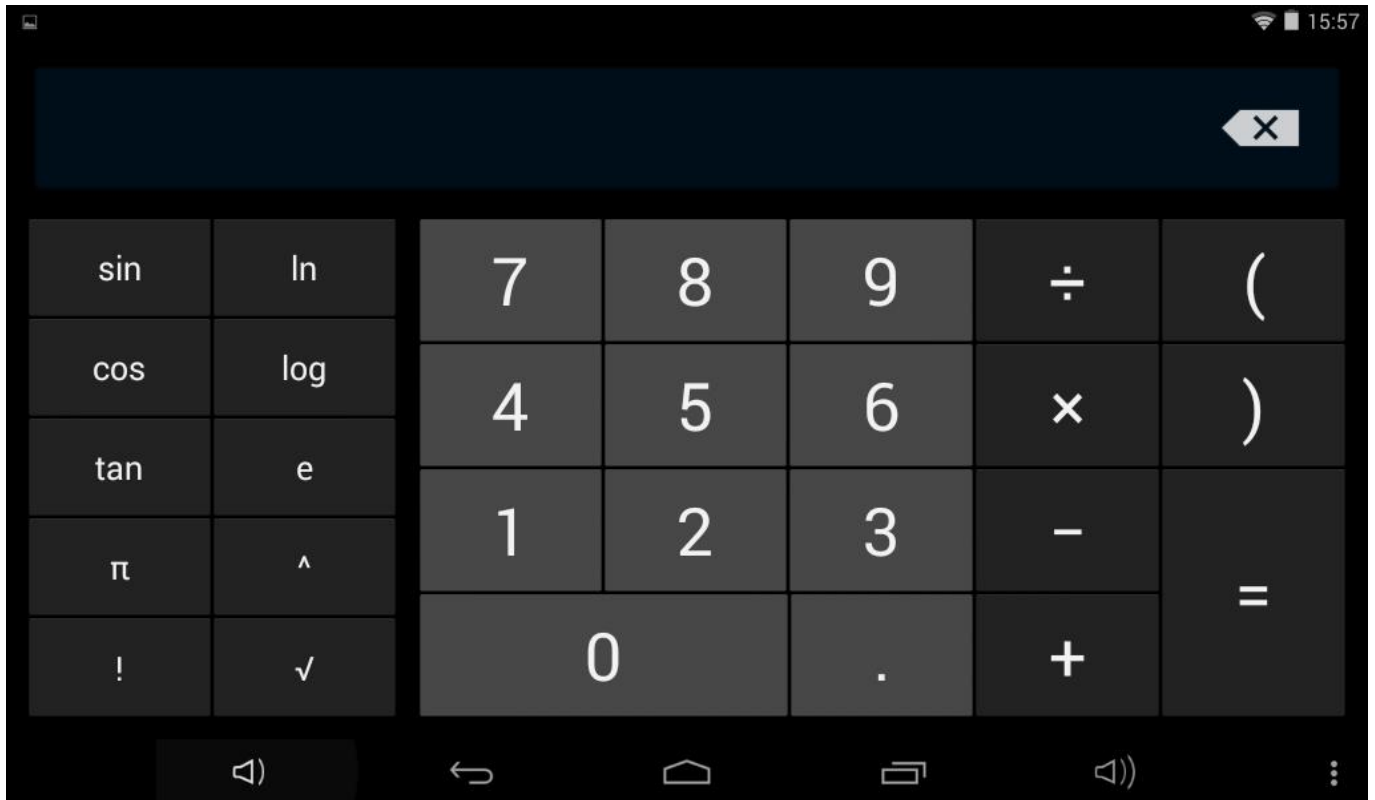 15:57
sin ln 7 8 9 ÷ (
cos log 4 5 6 × )
tan e 1 2 3 − =
π ^
! √ 0 . +